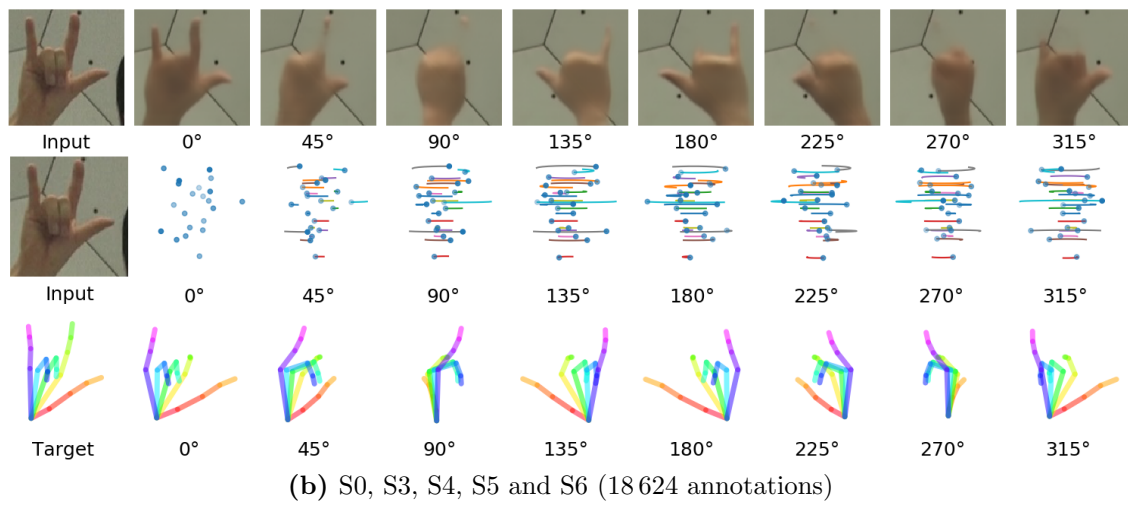 Input 0° 45° 90° 135° 180° 225° 270° 315°
Input 0° 45° 90° 135° 180° 225° 270° 315°
Target 0° 45° 90° 135° 180° 225° 270° 315°
(b) S0, S3, S4, S5 and S6 (18 624 annotations)